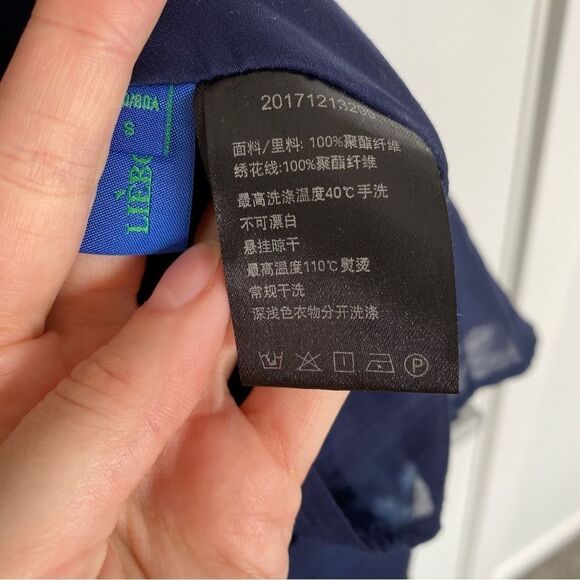 /80A
S
LIEBO
20171213
面料/里料: 100%聚酯纤维
绣花线:100%聚酯纤维
最高洗涤温度40℃手洗
不可漂白
悬挂晾干
最高温度110℃熨烫
常规干洗
深浅色衣物分开洗涤
P